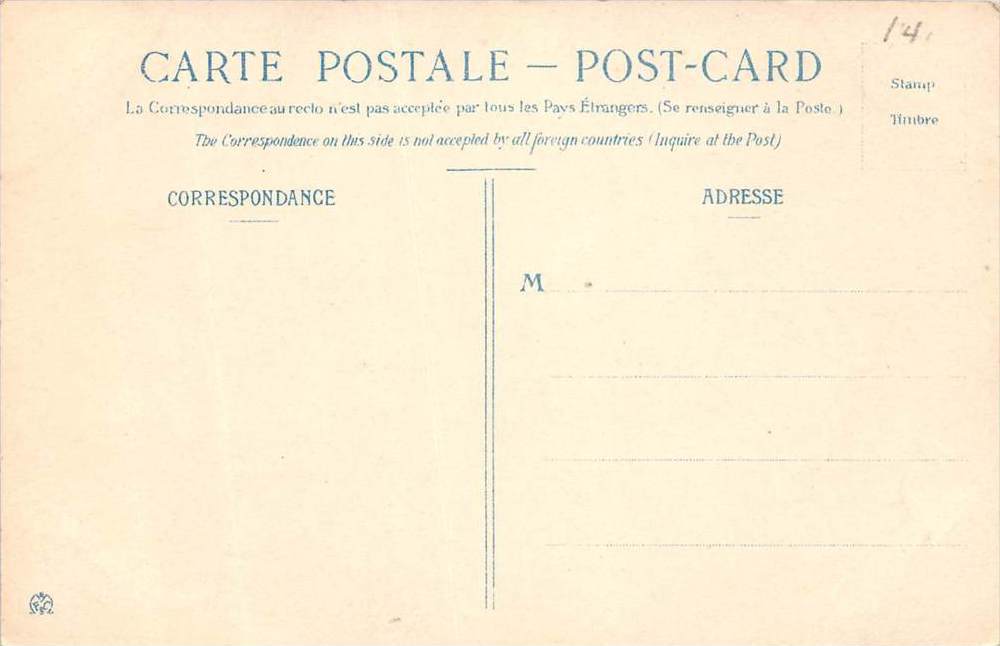 14.
CARTE POSTALE — POST-CARD
La Correspondance au recto n'est pas acceptée par tous les Pays Étrangers. (Se renseigner à la Poste.)
The Correspondence on this side is not accepted by all foreign countries (Inquire at the Post)
Stamp
Timbre
CORRESPONDANCE
ADRESSE
M